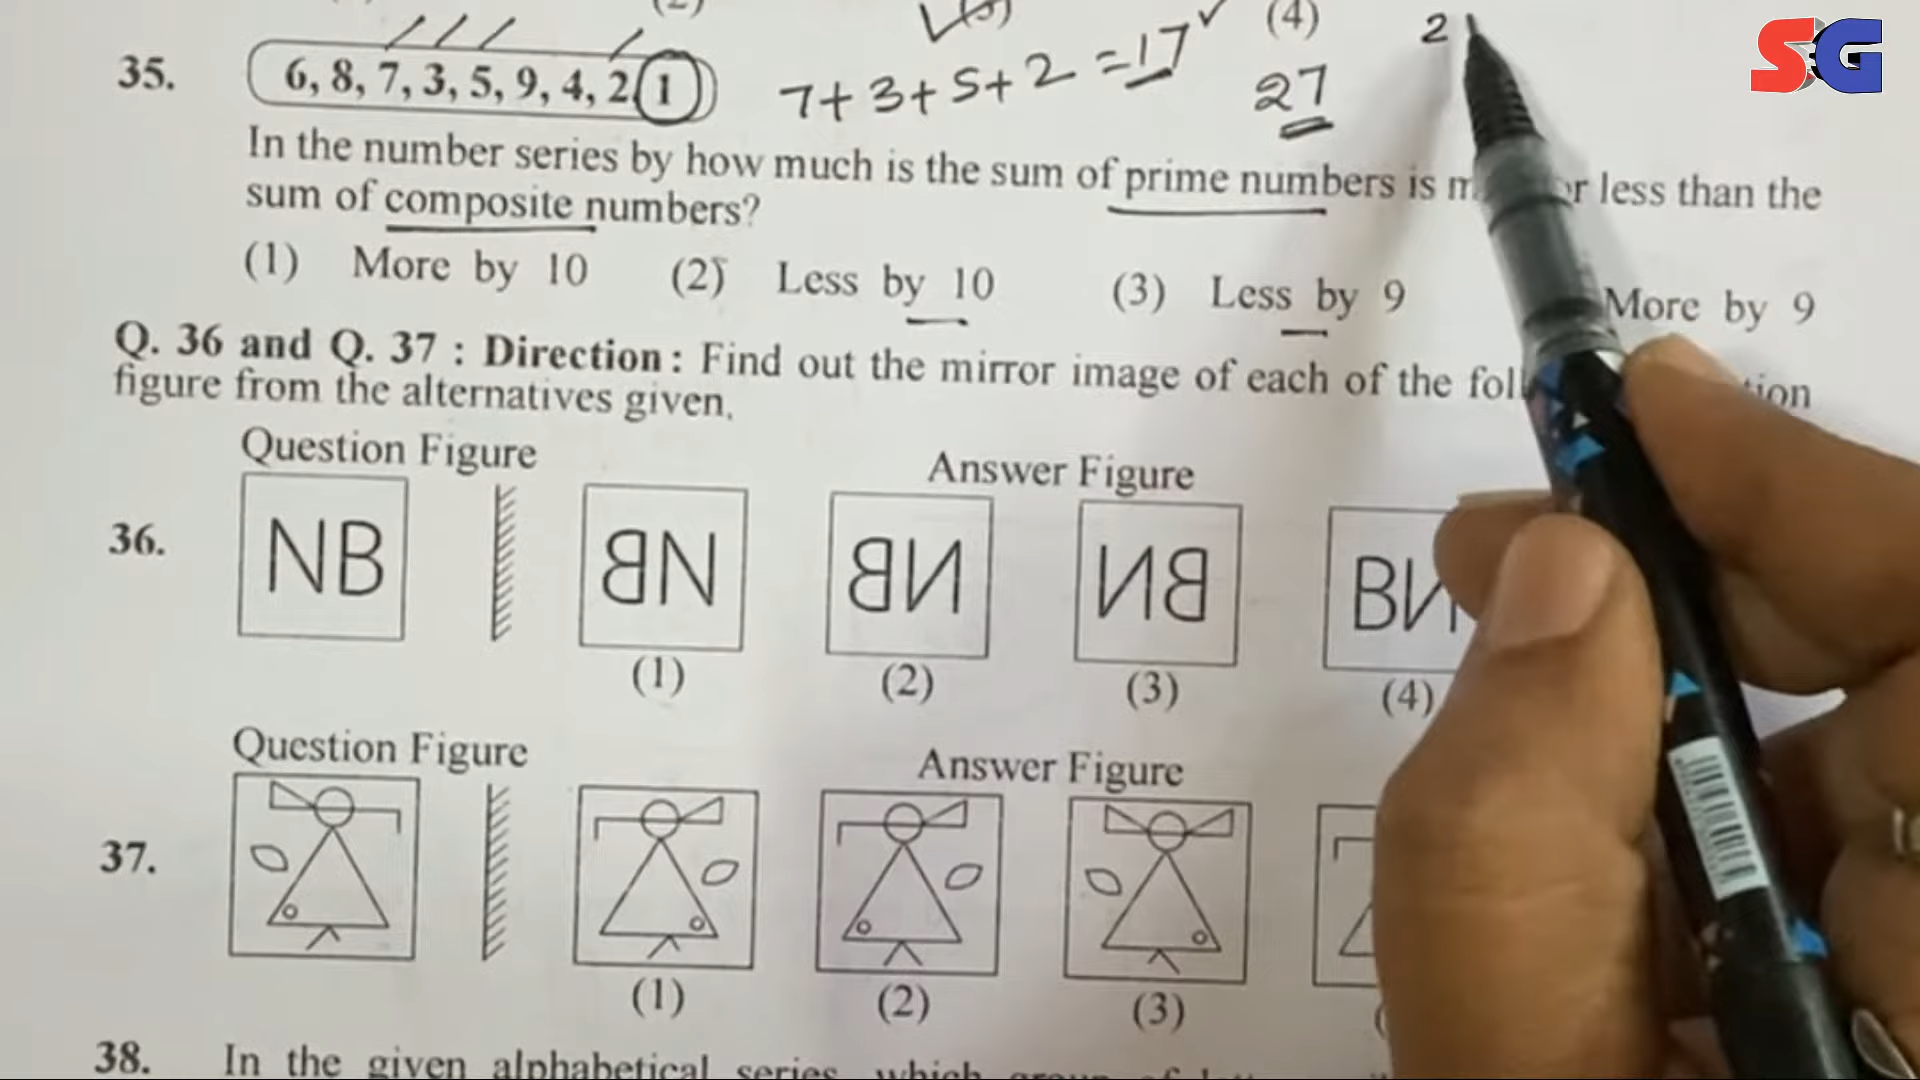 (4)
2
SG
35. 6, 8, 7, 3, 5, 9, 4, 2, 1
7+3+5+2=17
27
In the number series by how much is the sum of prime numbers is less than the
sum of composite numbers?
(1) More by 10 (2) Less by 10 (3) Less by 9 More by 9
Q. 36 and Q. 37 : Direction : Find out the mirror image of each of the
figure from the alternatives given.
Question Figure
Answer Figure
36. NB
(1) (2) (3) (4)
Question Figure
Answer Figure
37.
(1) (2) (3)
38. In the given alphabetical series, which